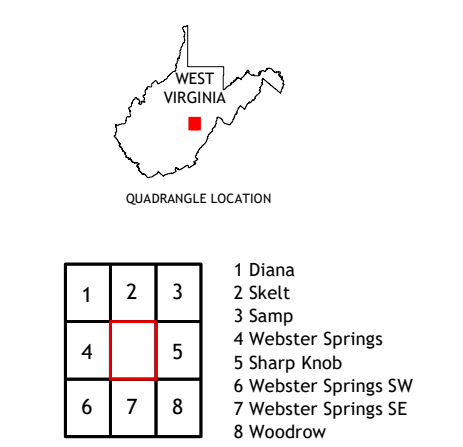 WEST
VIRGINIA
QUADRANGLE LOCATION
1 2 3
4 5
6 7 8
1 Diana
2 Skelt
3 Samp
4 Webster Springs
5 Sharp Knob
6 Webster Springs SW
7 Webster Springs SE
8 Woodrow